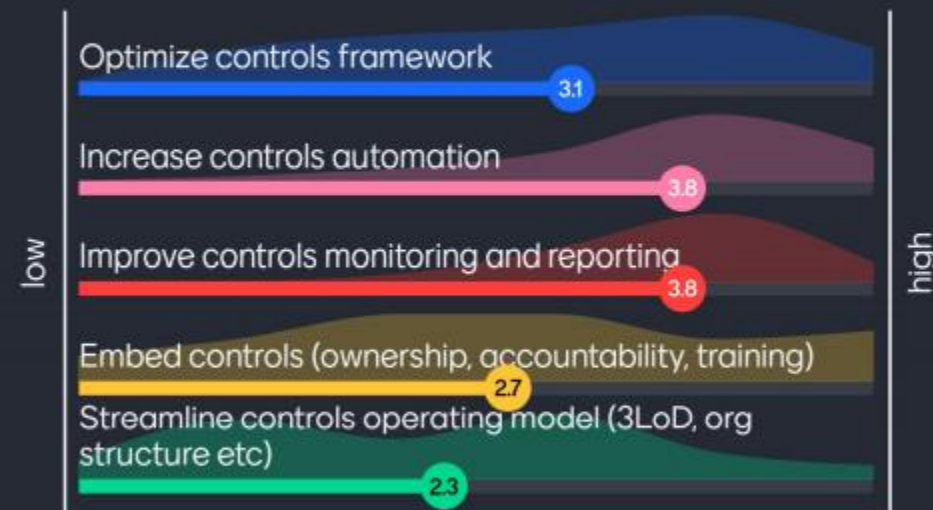 Optimize controls framework
3.1
Increase controls automation
3.8
low
Improve controls monitoring and reporting
3.8
high
Embed controls (ownership, accountability, training)
2.7
Streamline controls operating model (3LoD, org
structure etc)
2.3